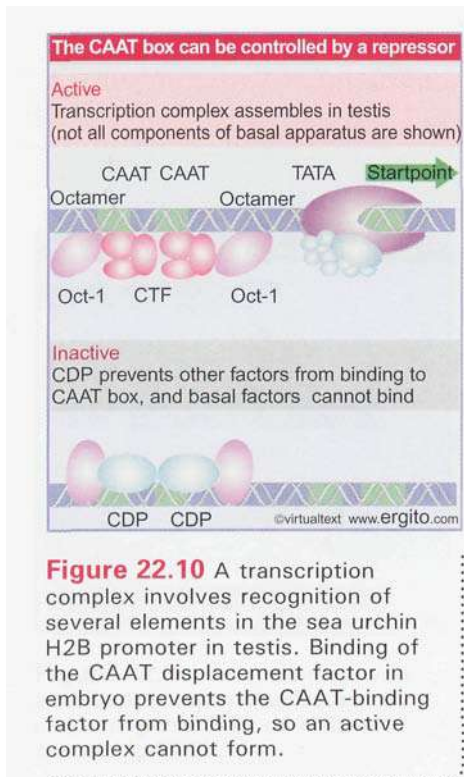 The CAAT box can be controlled by a repressor
Active
Transcription complex assembles in testis
(not all components of basal apparatus are shown)
CAAT CAAT TATA Startpoint
Octamer Octamer
Oct-1 CTF Oct-1
Inactive
CDP prevents other factors from binding to
CAAT box, and basal factors cannot bind
CDP CDP ©virtualtext www.ergito.com
Figure 22.10 A transcription
complex involves recognition of
several elements in the sea urchin
H2B promoter in testis. Binding of
the CAAT displacement factor in
embryo prevents the CAAT-binding
factor from binding, so an active
complex cannot form.